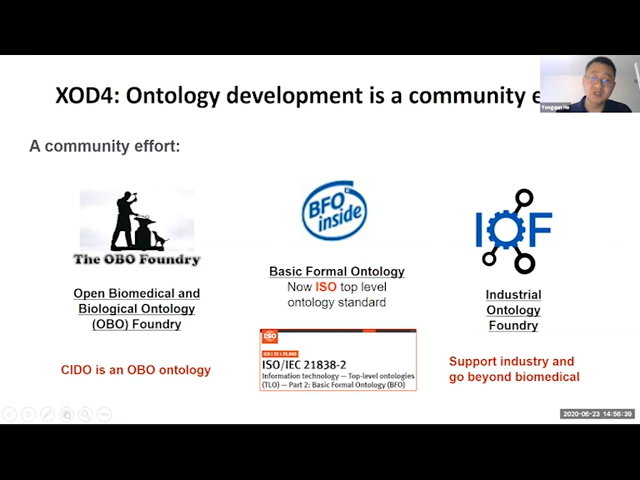 XOD4: Ontology development is a community e
Yongqun He
A community effort:
The OBO Foundry
Open Biomedical and
Biological Ontology
(OBO) Foundry
CIDO is an OBO ontology
BFO
inside
Basic Formal Ontology
Now ISO top level
ontology standard
ISO
ISO/IEC 21838-2
Information technology — Top-level ontologies
(TLO) — Part 2: Basic Formal Ontology (BFO)
IOF
Industrial
Ontology
Foundry
Support industry and
go beyond biomedical
2020-06-23 14:56:39